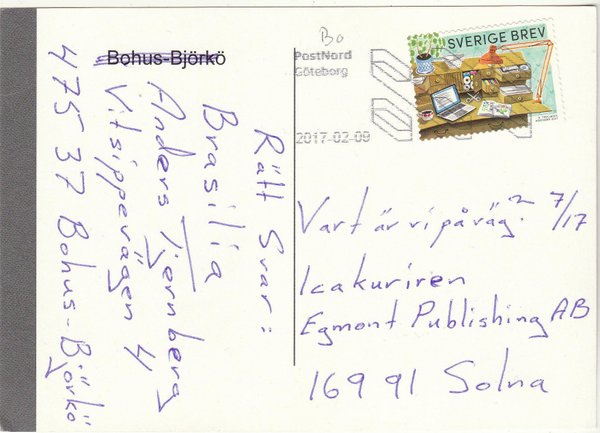 Bohus-Björkö
Rätt Svar:
Brasilia
Anders Tjernberg
Vitsippevägen 4
475 37 Bohus-Björkö
Bo
PostNord
Göteborg
2017-02-09
SVERIGE BREV
Vart är vi på väg? 7/17
Icakuriren
Egmont Publishing AB
169 91 Solna